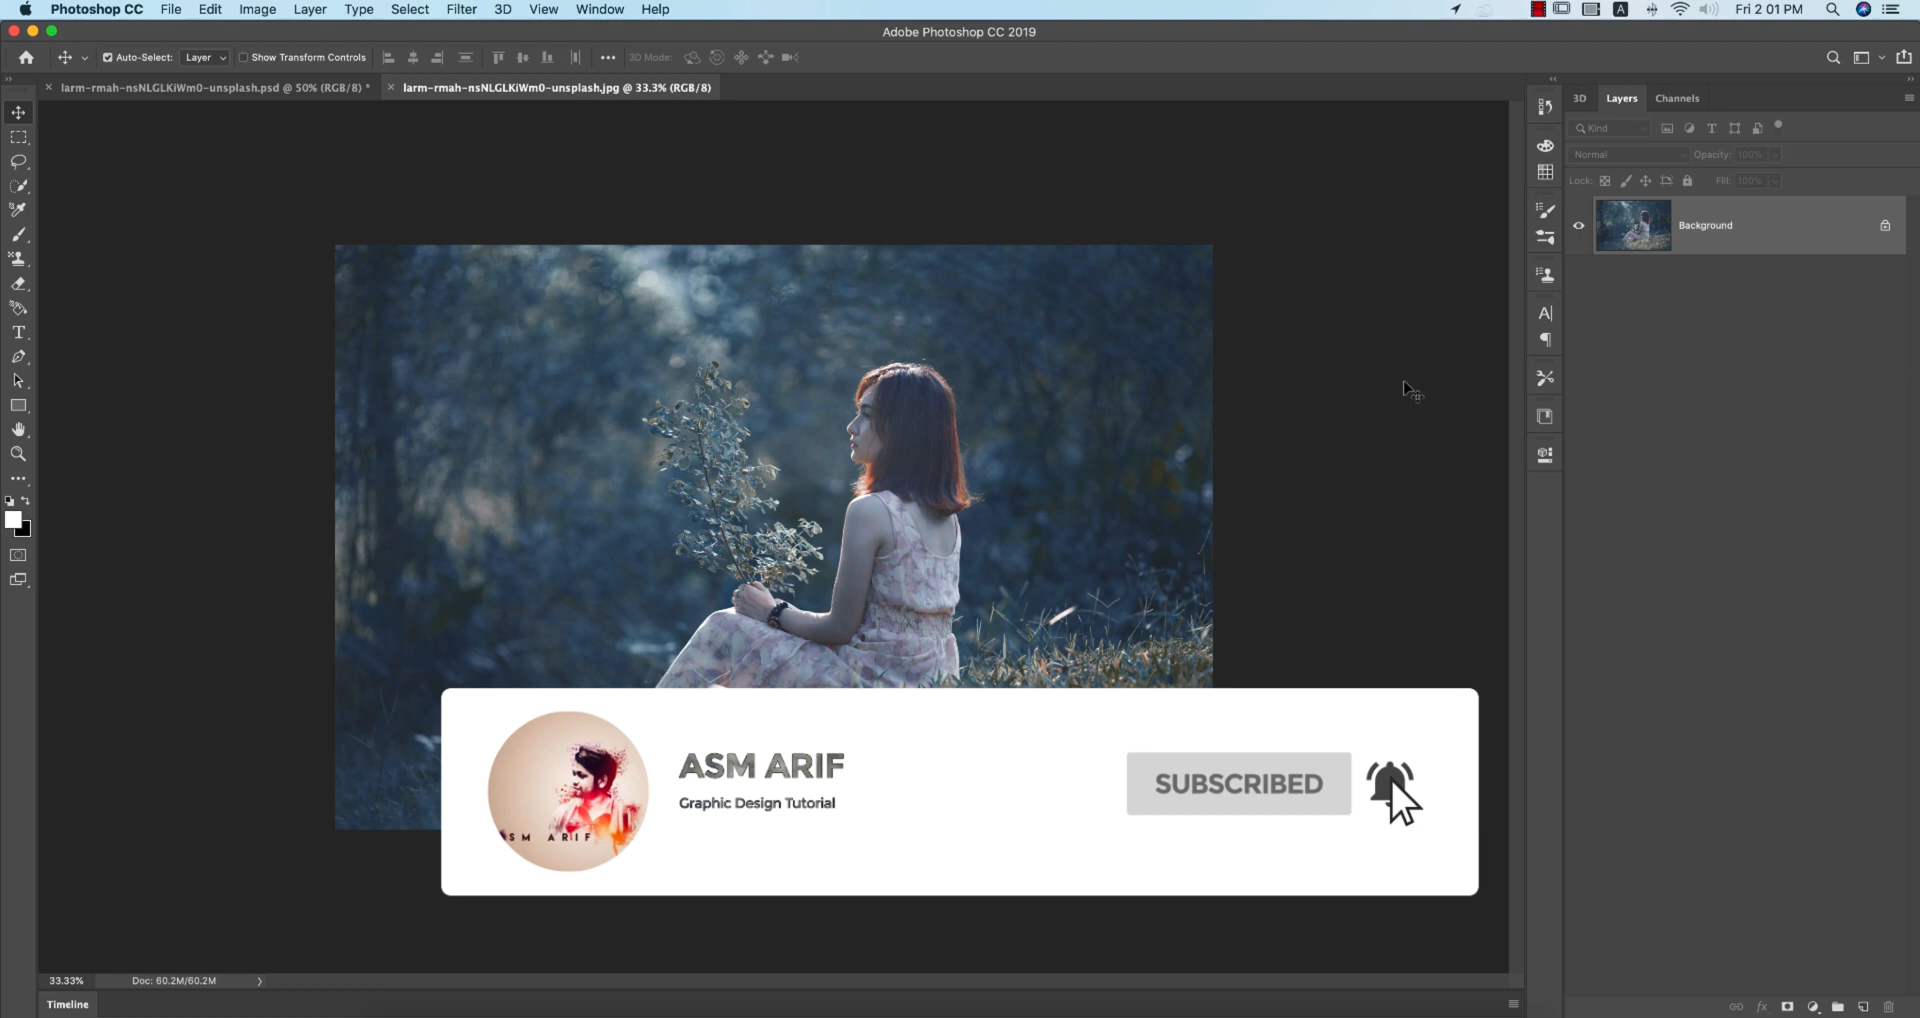 Photoshop CC File Edit Image Layer Type Select Filter 3D View Window Help A Fri 2 01 PM
Adobe Photoshop CC 2019
Auto-Select: Layer Show Transform Controls 3D Mode:
larm-rmah-nsNLGLKiWm0-unsplash.psd @ 50% (RGB/8) *
larm-rmah-nsNLGLKiWm0-unsplash.jpg @ 33.3% (RGB/8)
3D Layers Channels
Kind
Normal Opacity: 100%
Lock: Fill: 100%
Background
ASM ARIF
Graphic Design Tutorial
SUBSCRIBED
SM ARIF
33.33% Doc: 60.2M/60.2M
Timeline
fx